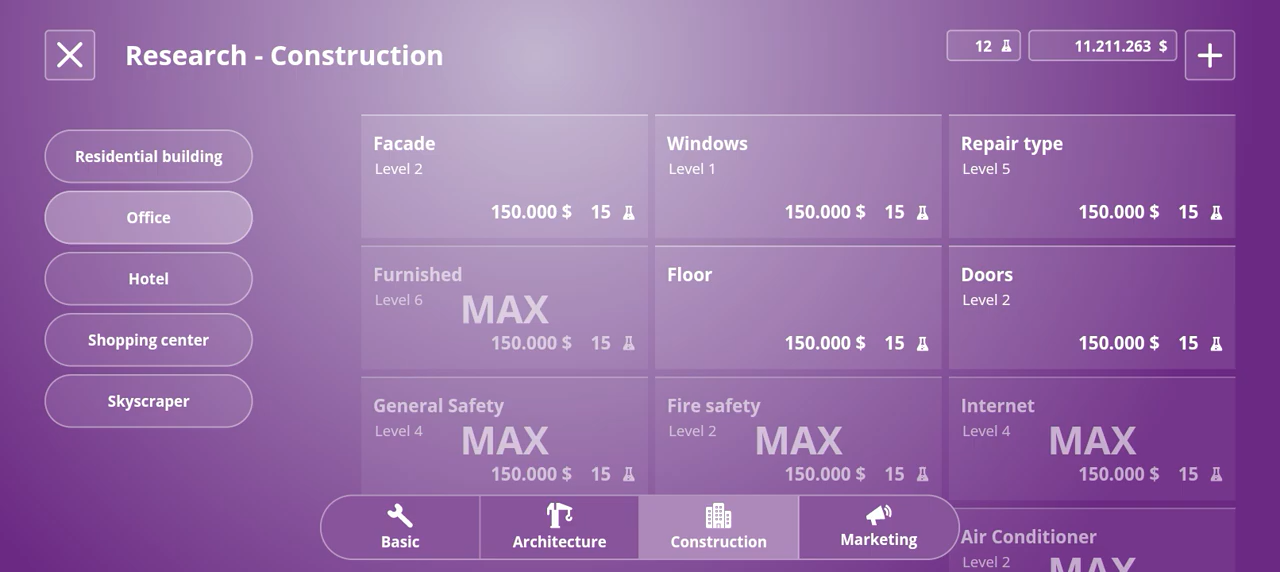 Research - Construction
12
11.211.263 $
Residential building
Office
Hotel
Shopping center
Skyscraper
Facade
Level 2
150.000 $ 15
Windows
Level 1
150.000 $ 15
Repair type
Level 5
150.000 $ 15
Furnished
Level 6
MAX
150.000 $ 15
Floor
150.000 $ 15
Doors
Level 2
150.000 $ 15
General Safety
Level 4
MAX
150.000 $ 15
Fire safety
Level 2
MAX
150.000 $ 15
Internet
Level 4
MAX
150.000 $ 15
Air Conditioner
Level 2
MAX
Basic
Architecture
Construction
Marketing